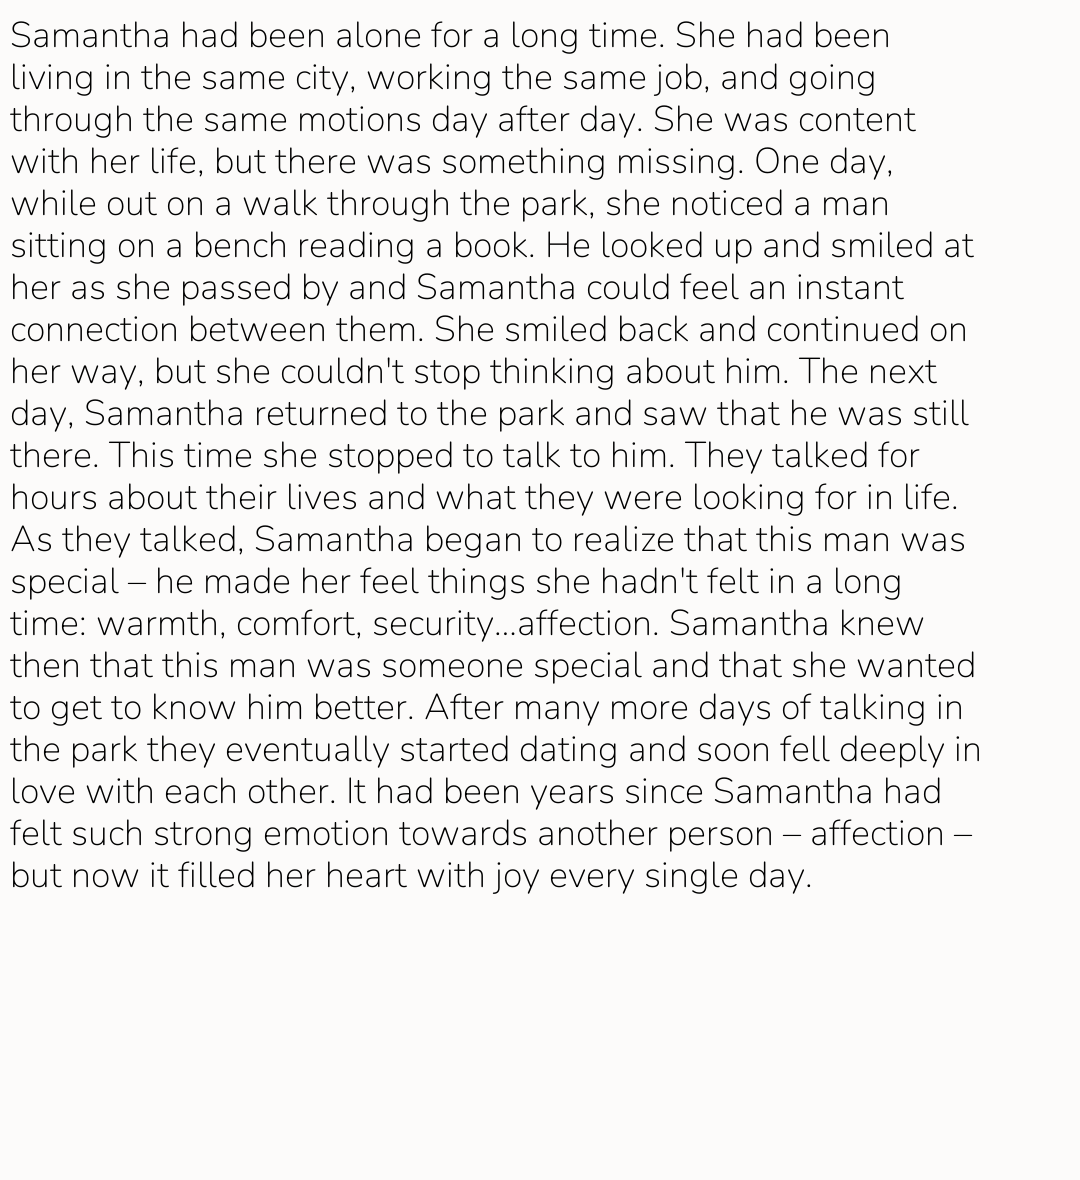 Samantha had been alone for a long time. She had been
living in the same city, working the same job, and going
through the same motions day after day. She was content
with her life, but there was something missing. One day,
while out on a walk through the park, she noticed a man
sitting on a bench reading a book. He looked up and smiled at
her as she passed by and Samantha could feel an instant
connection between them. She smiled back and continued on
her way, but she couldn't stop thinking about him. The next
day, Samantha returned to the park and saw that he was still
there. This time she stopped to talk to him. They talked for
hours about their lives and what they were looking for in life.
As they talked, Samantha began to realize that this man was
special – he made her feel things she hadn't felt in a long
time: warmth, comfort, security...affection. Samantha knew
then that this man was someone special and that she wanted
to get to know him better. After many more days of talking in
the park they eventually started dating and soon fell deeply in
love with each other. It had been years since Samantha had
felt such strong emotion towards another person – affection –
but now it filled her heart with joy every single day.